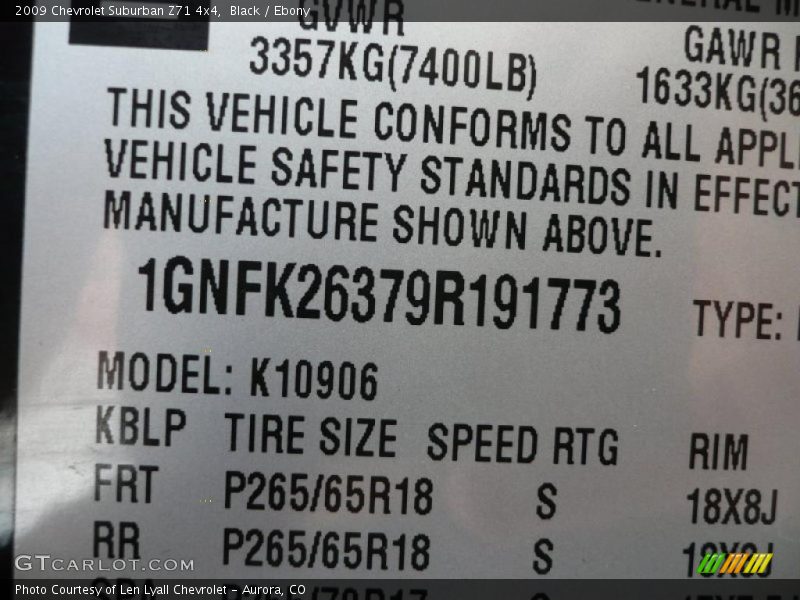 2009 Chevrolet Suburban Z71 4x4, Black / Ebony
GVWR
3357KG(7400LB)
GAWR
1633KG(36
THIS VEHICLE CONFORMS TO ALL APPL
VEHICLE SAFETY STANDARDS IN EFFECT
MANUFACTURE SHOWN ABOVE.
1GNFK26379R191773
TYPE:
MODEL: K10906
KBLP TIRE SIZE SPEED RTG RIM
FRT P265/65R18 S 18X8J
RR P265/65R18 S 18X8J
GTCARLOT.COM
Photo Courtesy of Len Lyall Chevrolet - Aurora, CO